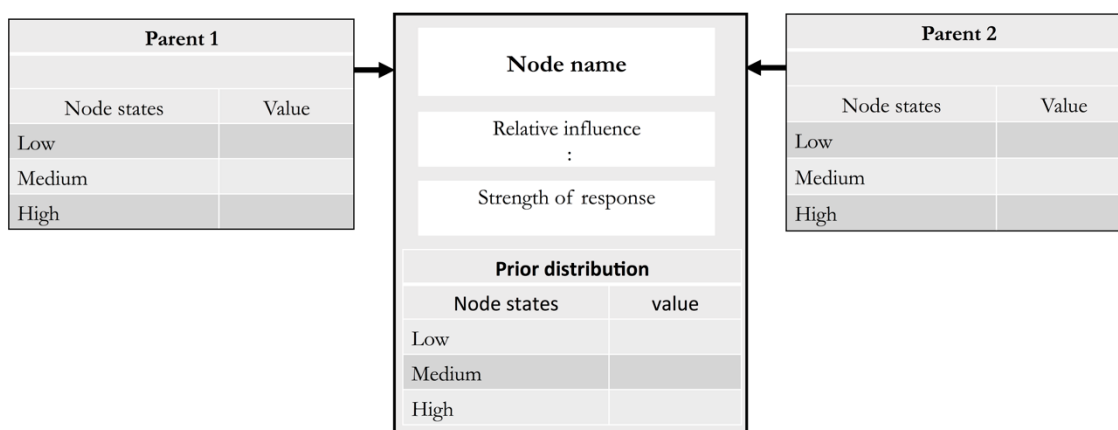 Parent 1
Node states Value
Low
Medium
High
Node name
Relative influence
:
Strength of response
Prior distribution
Node states value
Low
Medium
High
Parent 2
Node states Value
Low
Medium
High